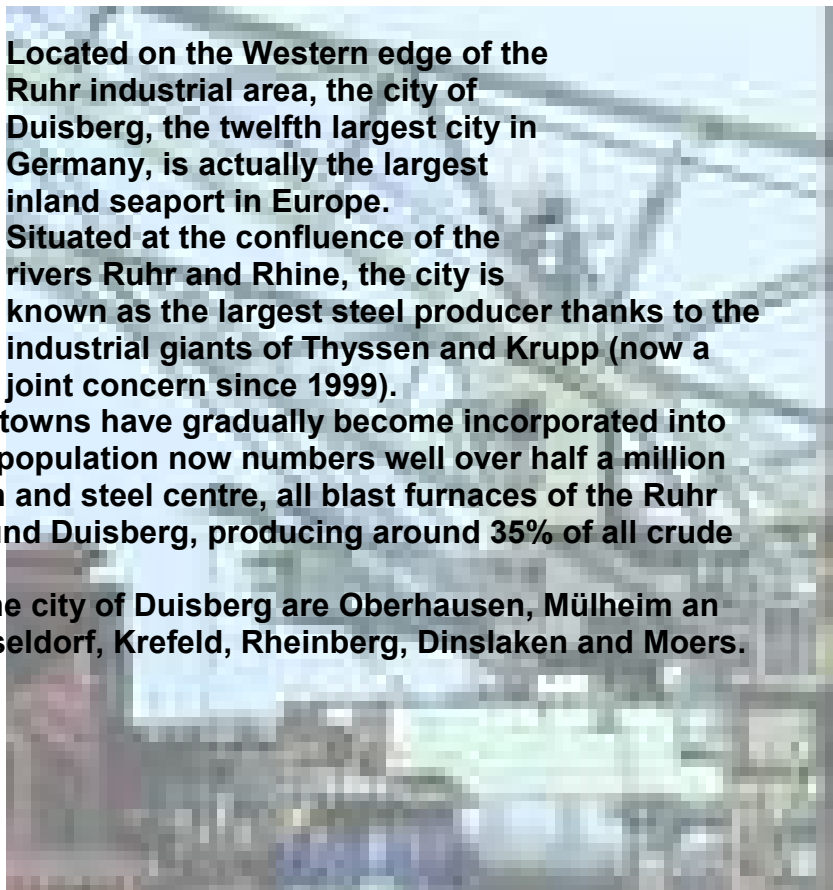 Located on the Western edge of the
Ruhr industrial area, the city of
Duisberg, the twelfth largest city in
Germany, is actually the largest
inland seaport in Europe.
Situated at the confluence of the
rivers Ruhr and Rhine, the city is
known as the largest steel producer thanks to the
industrial giants of Thyssen and Krupp (now a
joint concern since 1999).
towns have gradually become incorporated into
population now numbers well over half a million
and steel centre, all blast furnaces of the Ruhr
Duisberg, producing around 35% of all crude
city of Duisberg are Oberhausen, Mülheim an
Krefeld, Rheinberg, Dinslaken and Moers.